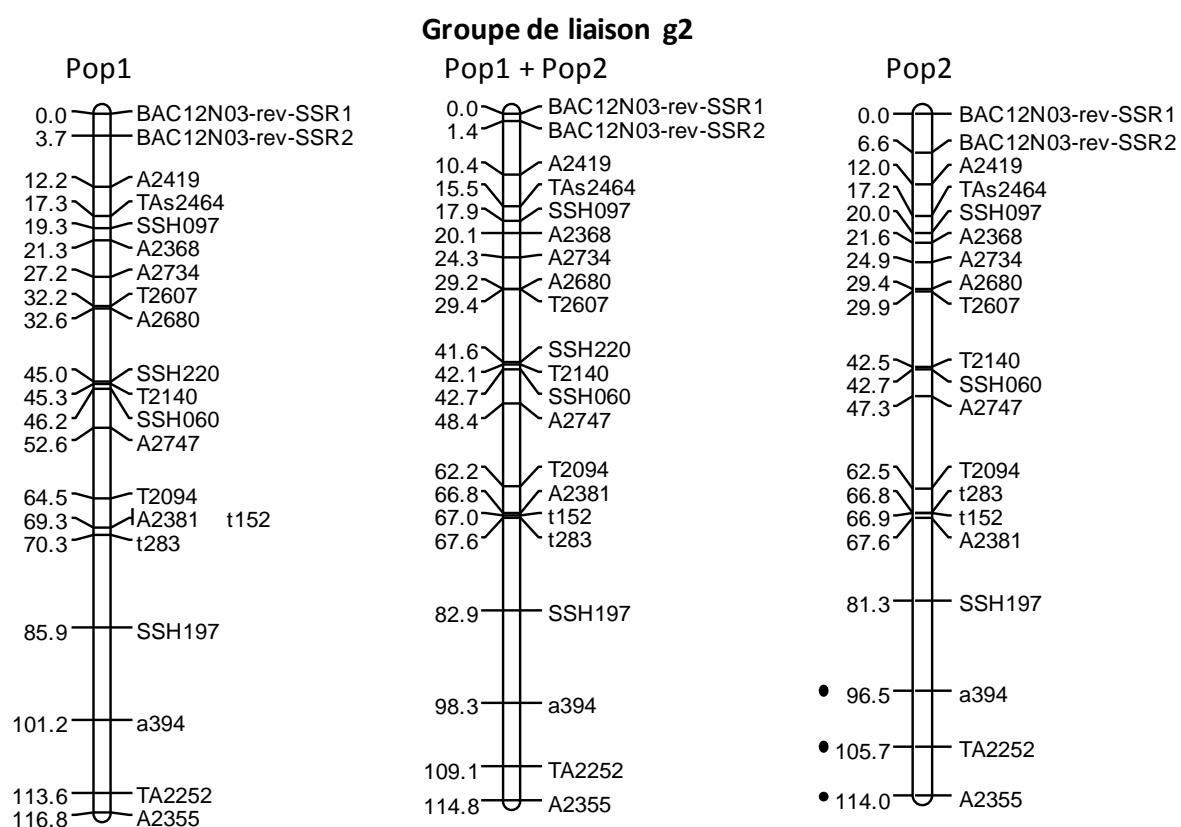 Groupe de liaison g2
Pop1
0.0 BAC12N03-rev-SSR1
3.7 BAC12N03-rev-SSR2
12.2 A2419
17.3 TAs2464
19.3 SSH097
21.3 A2368
27.2 A2734
32.2 T2607
32.6 A2680
45.0 SSH220
45.3 T2140
46.2 SSH060
52.6 A2747
64.5 T2094
69.3 A2381 t152
70.3 t283
85.9 SSH197
101.2 a394
113.6 TA2252
116.8 A2355
Pop1 + Pop2
0.0 BAC12N03-rev-SSR1
1.4 BAC12N03-rev-SSR2
10.4 A2419
15.5 TAs2464
17.9 SSH097
20.1 A2368
24.3 A2734
29.2 A2680
29.4 T2607
41.6 SSH220
42.1 T2140
42.7 SSH060
48.4 A2747
62.2 T2094
66.8 A2381
67.0 t152
67.6 t283
82.9 SSH197
98.3 a394
109.1 TA2252
114.8 A2355
Pop2
0.0 BAC12N03-rev-SSR1
6.6 BAC12N03-rev-SSR2
12.0 A2419
17.2 TAs2464
20.0 SSH097
21.6 A2368
24.9 A2734
29.4 A2680
29.9 T2607
42.5 T2140
42.7 SSH060
47.3 A2747
62.5 T2094
66.8 t283
66.9 t152
67.6 A2381
81.3 SSH197
96.5 a394
105.7 TA2252
114.0 A2355